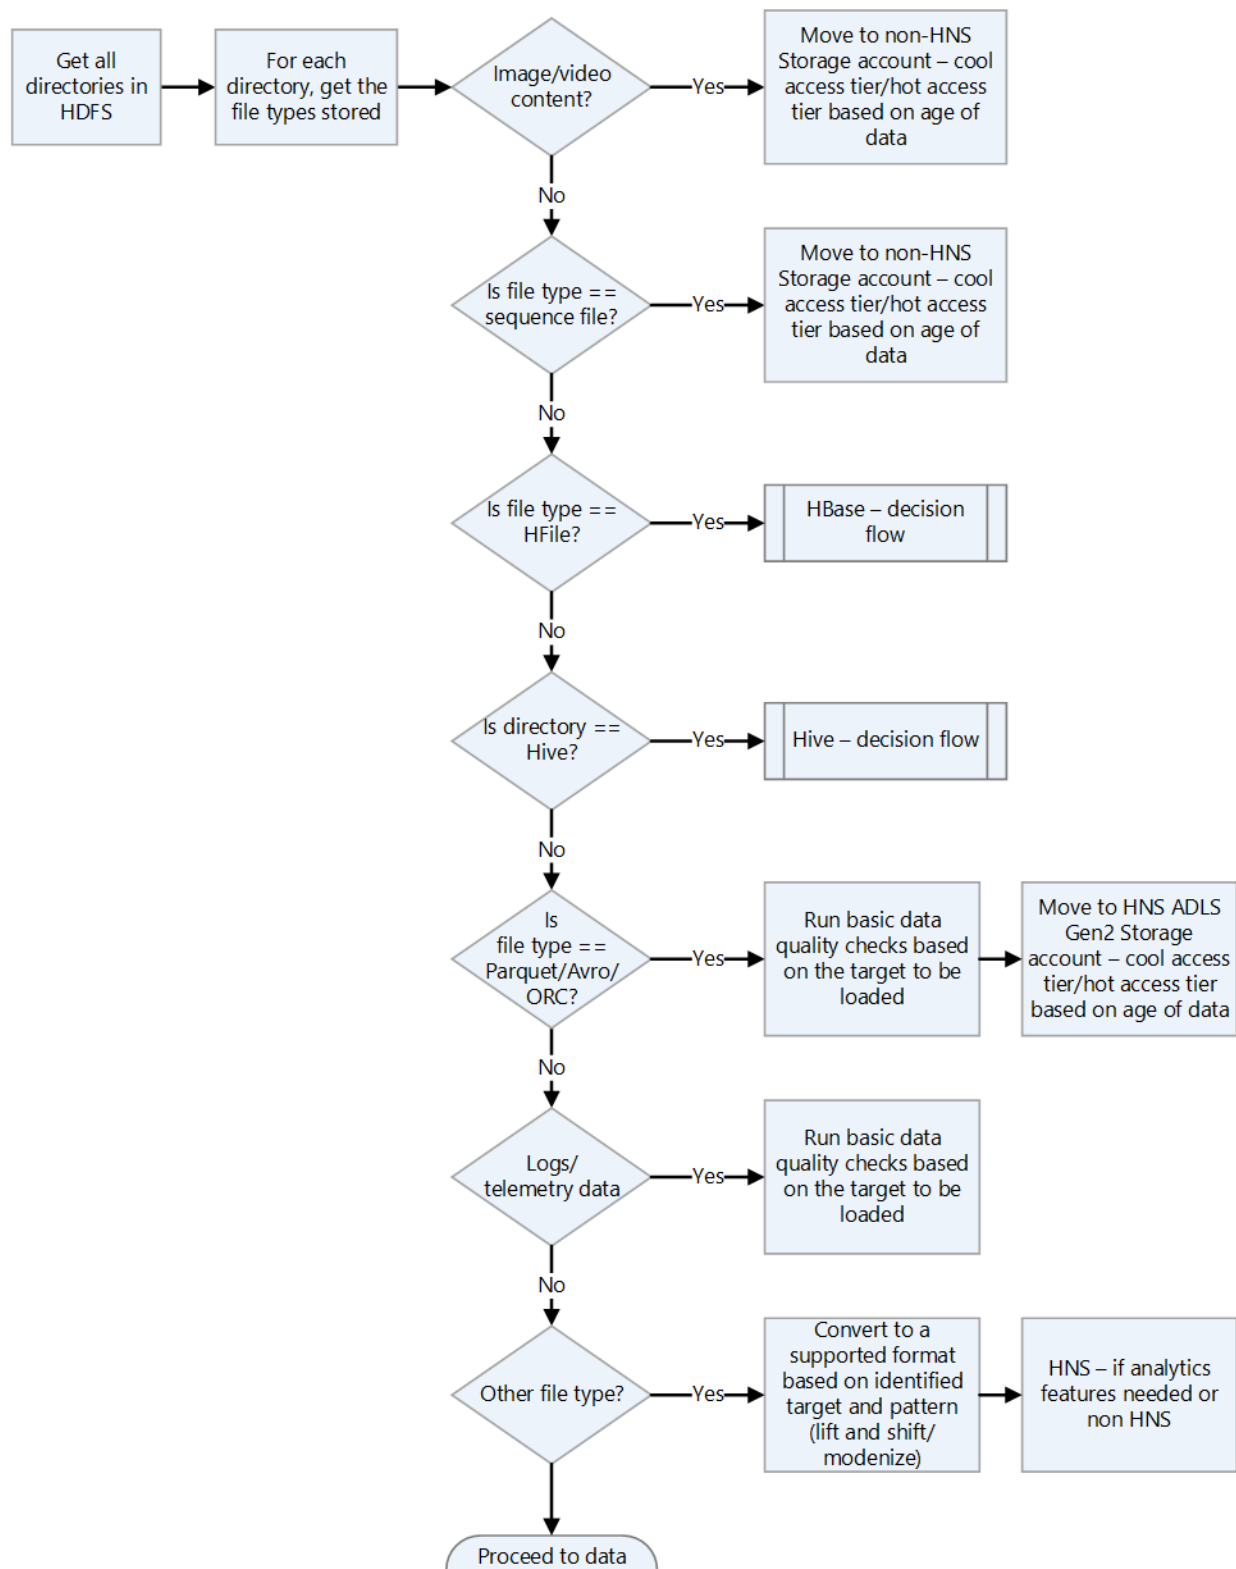 Get all
directories in
HDFS
For each
directory, get the
file types stored
Image/video
content?
Yes
Move to non-HNS
Storage account – cool
access tier/hot access
tier based on age of
data
No
Is file type ==
sequence file?
Yes
Move to non-HNS
Storage account – cool
access tier/hot access
tier based on age of
data
No
Is file type ==
HFile?
Yes
HBase – decision
flow
No
Is directory ==
Hive?
Yes
Hive – decision flow
No
Is
file type ==
Parquet/Avro/
ORC?
Yes
Run basic data
quality checks based
on the target to be
loaded
Move to HNS ADLS
Gen2 Storage
account – cool access
tier/hot access tier
based on age of data
No
Logs/
telemetry data
Yes
Run basic data
quality checks based
on the target to be
loaded
No
Other file type?
Yes
Convert to a
supported format
based on identified
target and pattern
(lift and shift/
modenize)
HNS – if analytics
features needed or
non HNS
Proceed to data